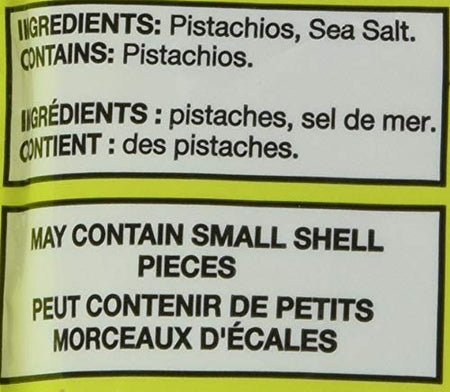 INGREDIENTS: Pistachios, Sea Salt.
CONTAINS: Pistachios.
INGRÉDIENTS : pistaches, sel de mer.
CONTIENT : des pistaches.
MAY CONTAIN SMALL SHELL
PIECES
PEUT CONTENIR DE PETITS
MORCEAUX D'ÉCALES